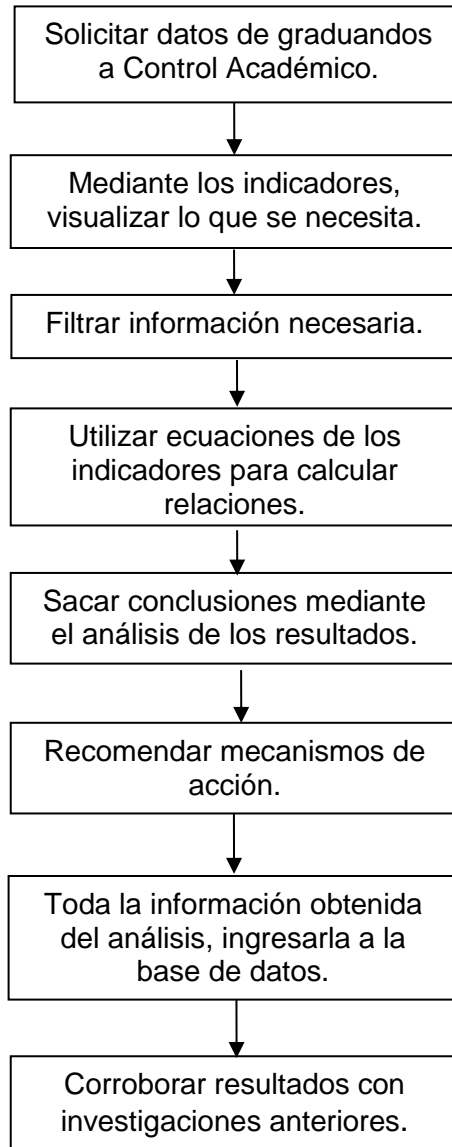 Solicitar datos de graduandos
a Control Académico.
Mediante los indicadores,
visualizar lo que se necesita.
Filtrar información necesaria.
Utilizar ecuaciones de los
indicadores para calcular
relaciones.
Sacar conclusiones mediante
el análisis de los resultados.
Recomendar mecanismos de
acción.
Toda la información obtenida
del análisis, ingresarla a la
base de datos.
Corroborar resultados con
investigaciones anteriores.